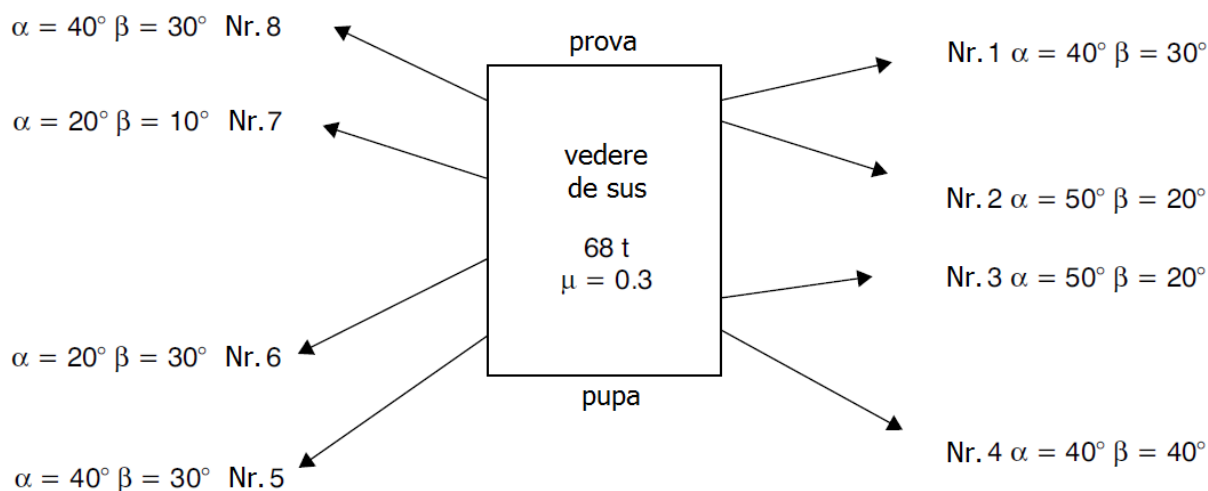 α = 40° β = 30° Nr. 8
α = 20° β = 10° Nr. 7
α = 20° β = 30° Nr. 6
α = 40° β = 30° Nr. 5
prova
vedere
de sus
68 t
μ = 0.3
pupa
Nr. 1 α = 40° β = 30°
Nr. 2 α = 50° β = 20°
Nr. 3 α = 50° β = 20°
Nr. 4 α = 40° β = 40°